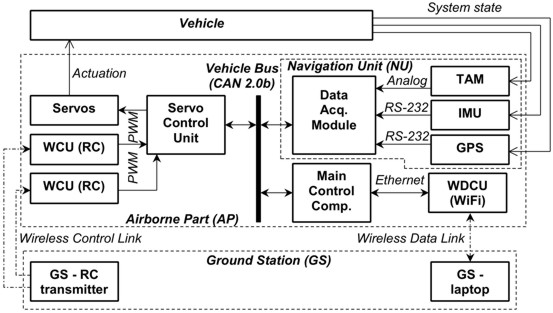 System state
Vehicle
Actuation
Vehicle Bus
(CAN 2.0b)
Navigation Unit (NU)
Analog
TAM
Servos
PWM
Servo
Control
Unit
Data
Acq.
Module
RS-232
IMU
WCU (RC)
RS-232
GPS
PWM
WCU (RC)
Main
Control
Comp.
Ethernet
WDCU
(WiFi)
Airborne Part (AP)
Wireless Control Link
Wireless Data Link
Ground Station (GS)
GS - RC
transmitter
GS -
laptop